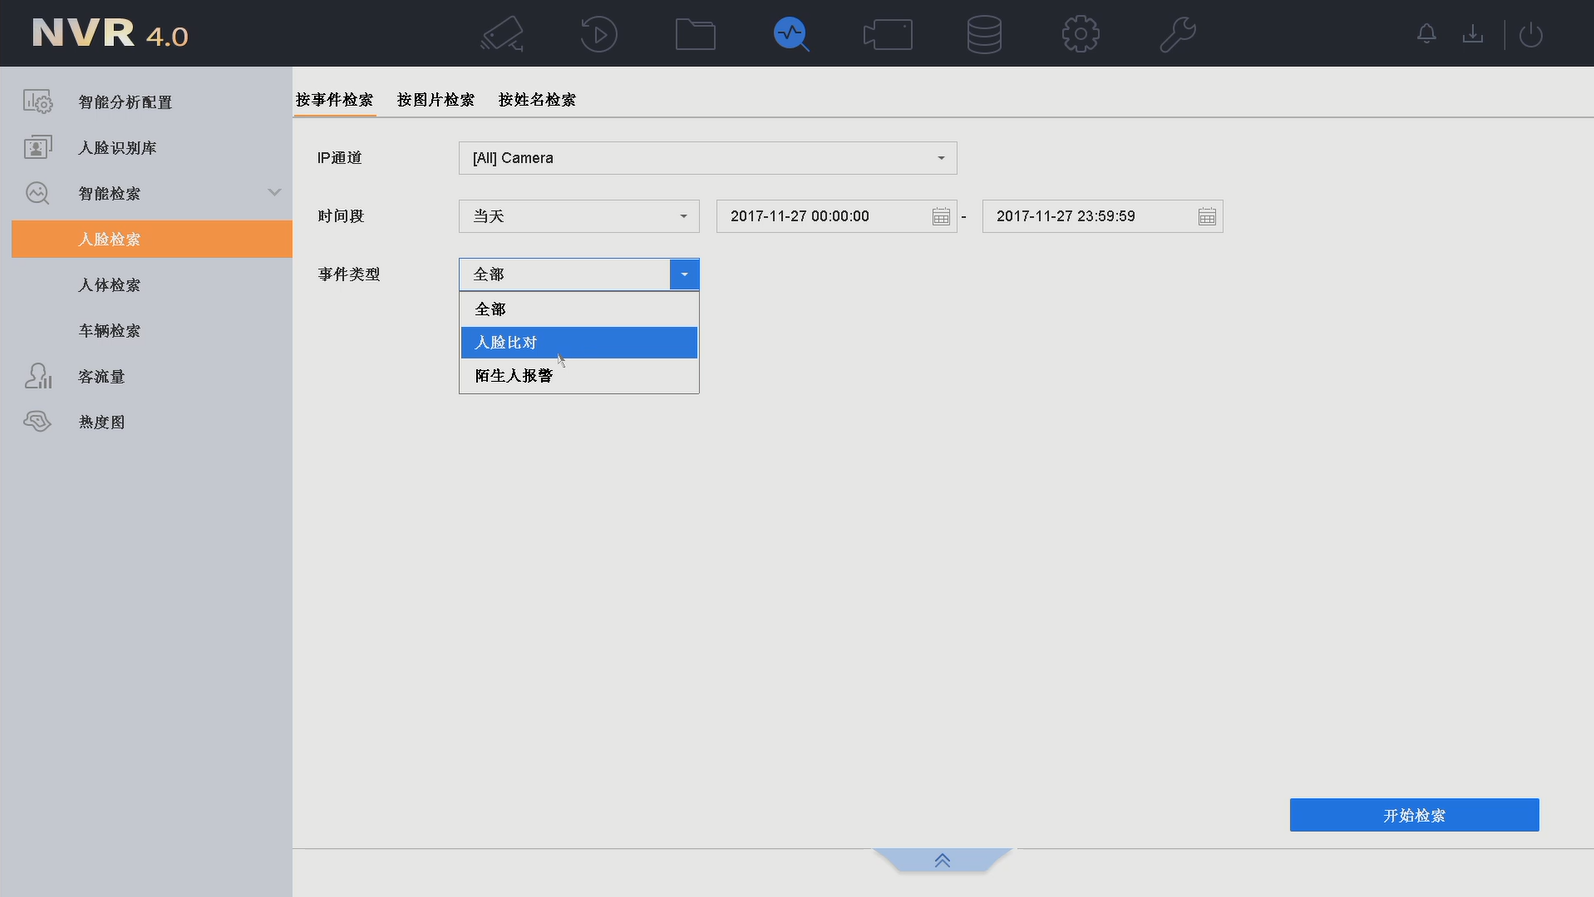 NVR 4.0
智能分析配置
人脸识别库
智能检索
人脸检索
人体检索
车辆检索
客流量
热度图
按事件检索 按图片检索 按姓名检索
IP通道 [All] Camera
时间段 当天 2017-11-27 00:00:00 - 2017-11-27 23:59:59
事件类型 全部
全部
人脸比对
陌生人报警
开始检索